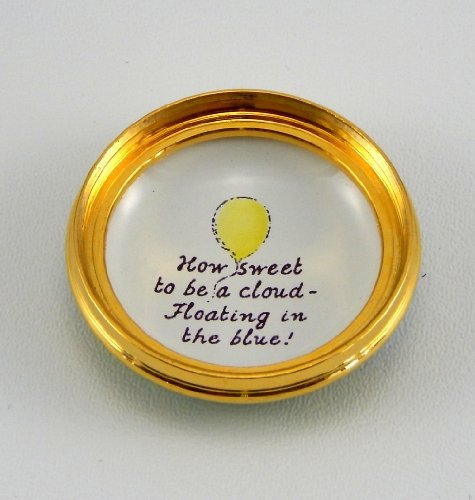 How sweet
to be a cloud-
Floating in
the blue!